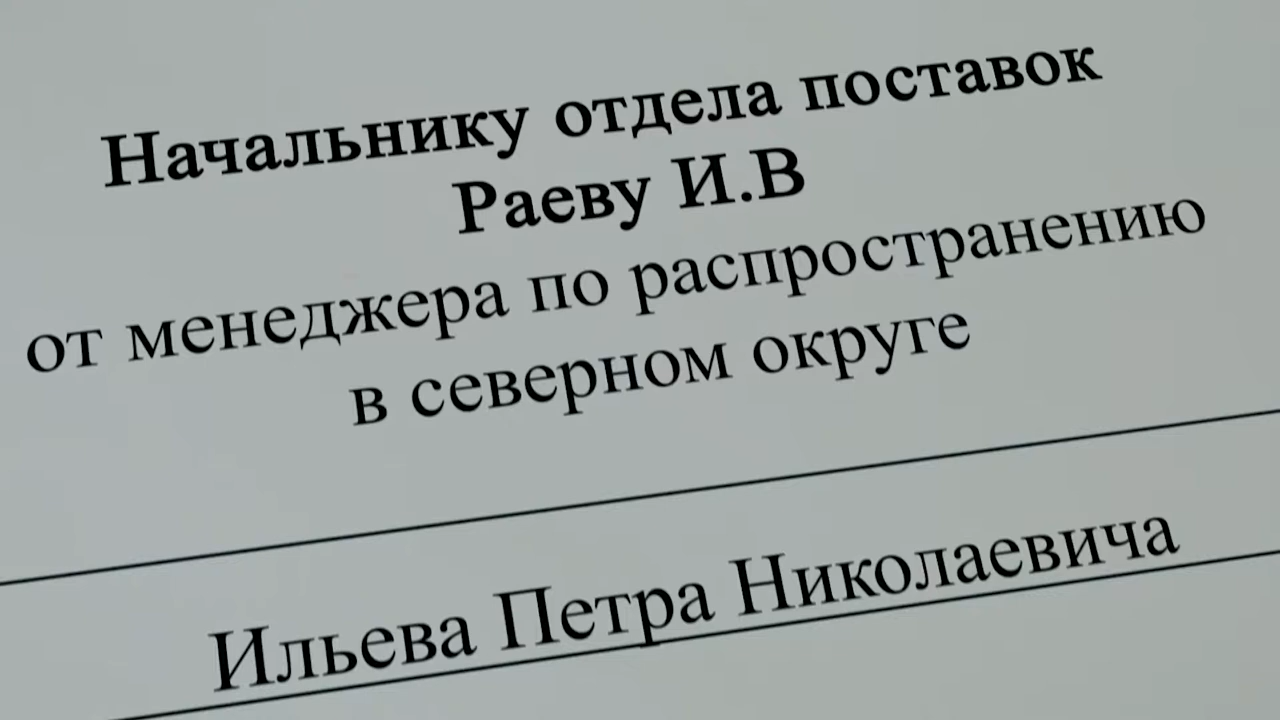 Начальнику отдела поставок
Раеву И.В
от менеджера по распространению
в северном округе
Ильева Петра Николаевича